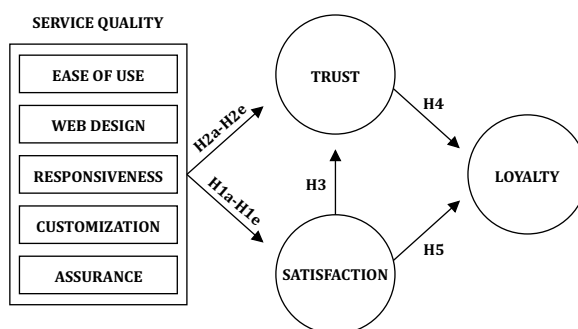 SERVICE QUALITY
EASE OF USE
WEB DESIGN
RESPONSIVENESS
CUSTOMIZATION
ASSURANCE
H2a-H2e
H1a-H1e
TRUST
H3
SATISFACTION
H4
H5
LOYALTY